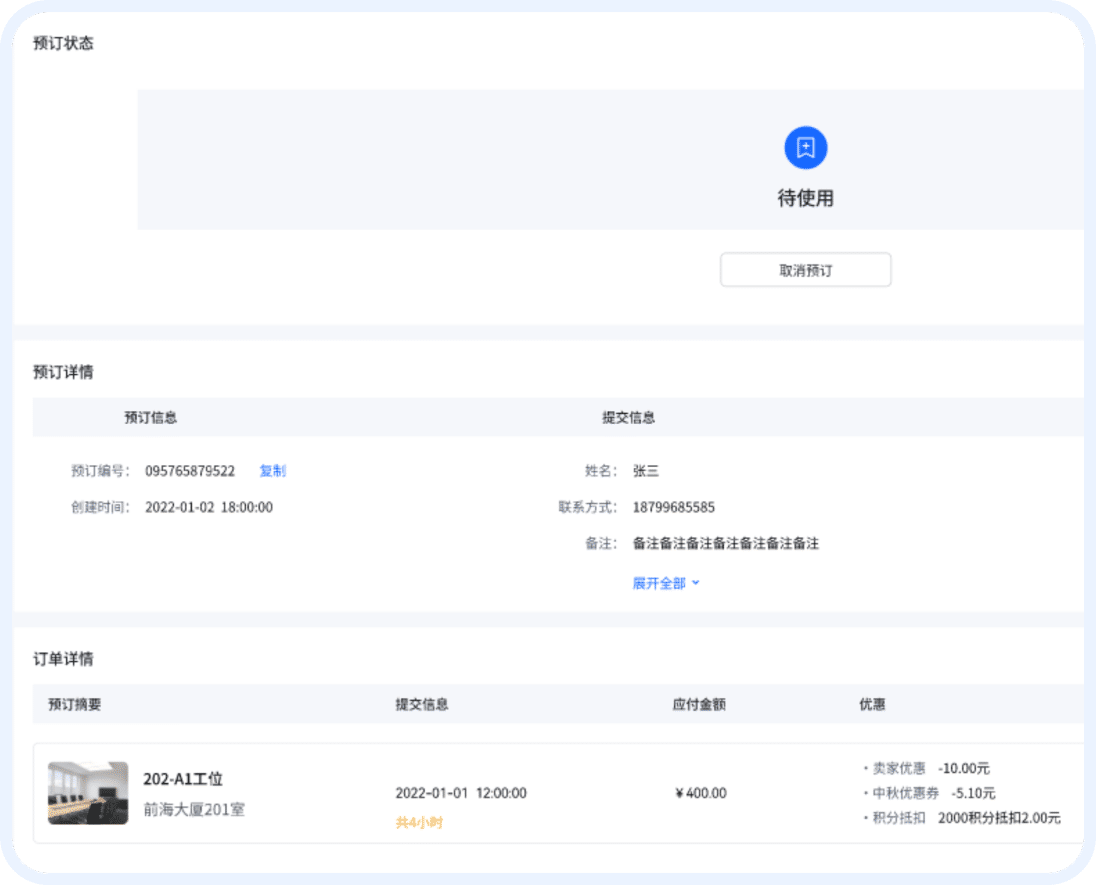 预订状态
待使用
取消预订
预订详情
预订信息 提交信息
预订编号： 095765879522 复制 姓名： 张三
创建时间： 2022-01-02 18:00:00 联系方式： 18799685585
备注： 备注备注备注备注备注备注备注
展开全部
订单详情
预订摘要 提交信息 应付金额 优惠
202-A1工位
前海大厦201室
2022-01-01 12:00:00
共4小时
￥400.00
·卖家优惠 -10.00元
·中秋优惠券 -5.10元
·积分抵扣 2000积分抵扣2.00元